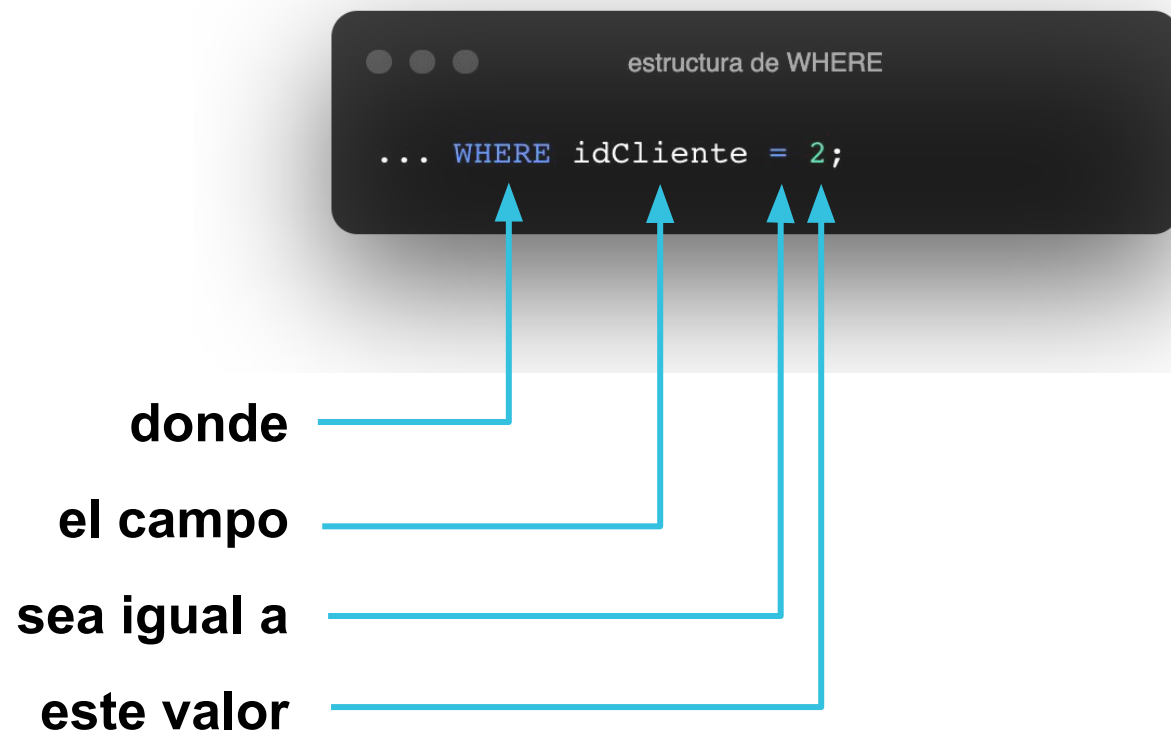 estructura de WHERE
... WHERE idCliente = 2;
donde
el campo
sea igual a
este valor